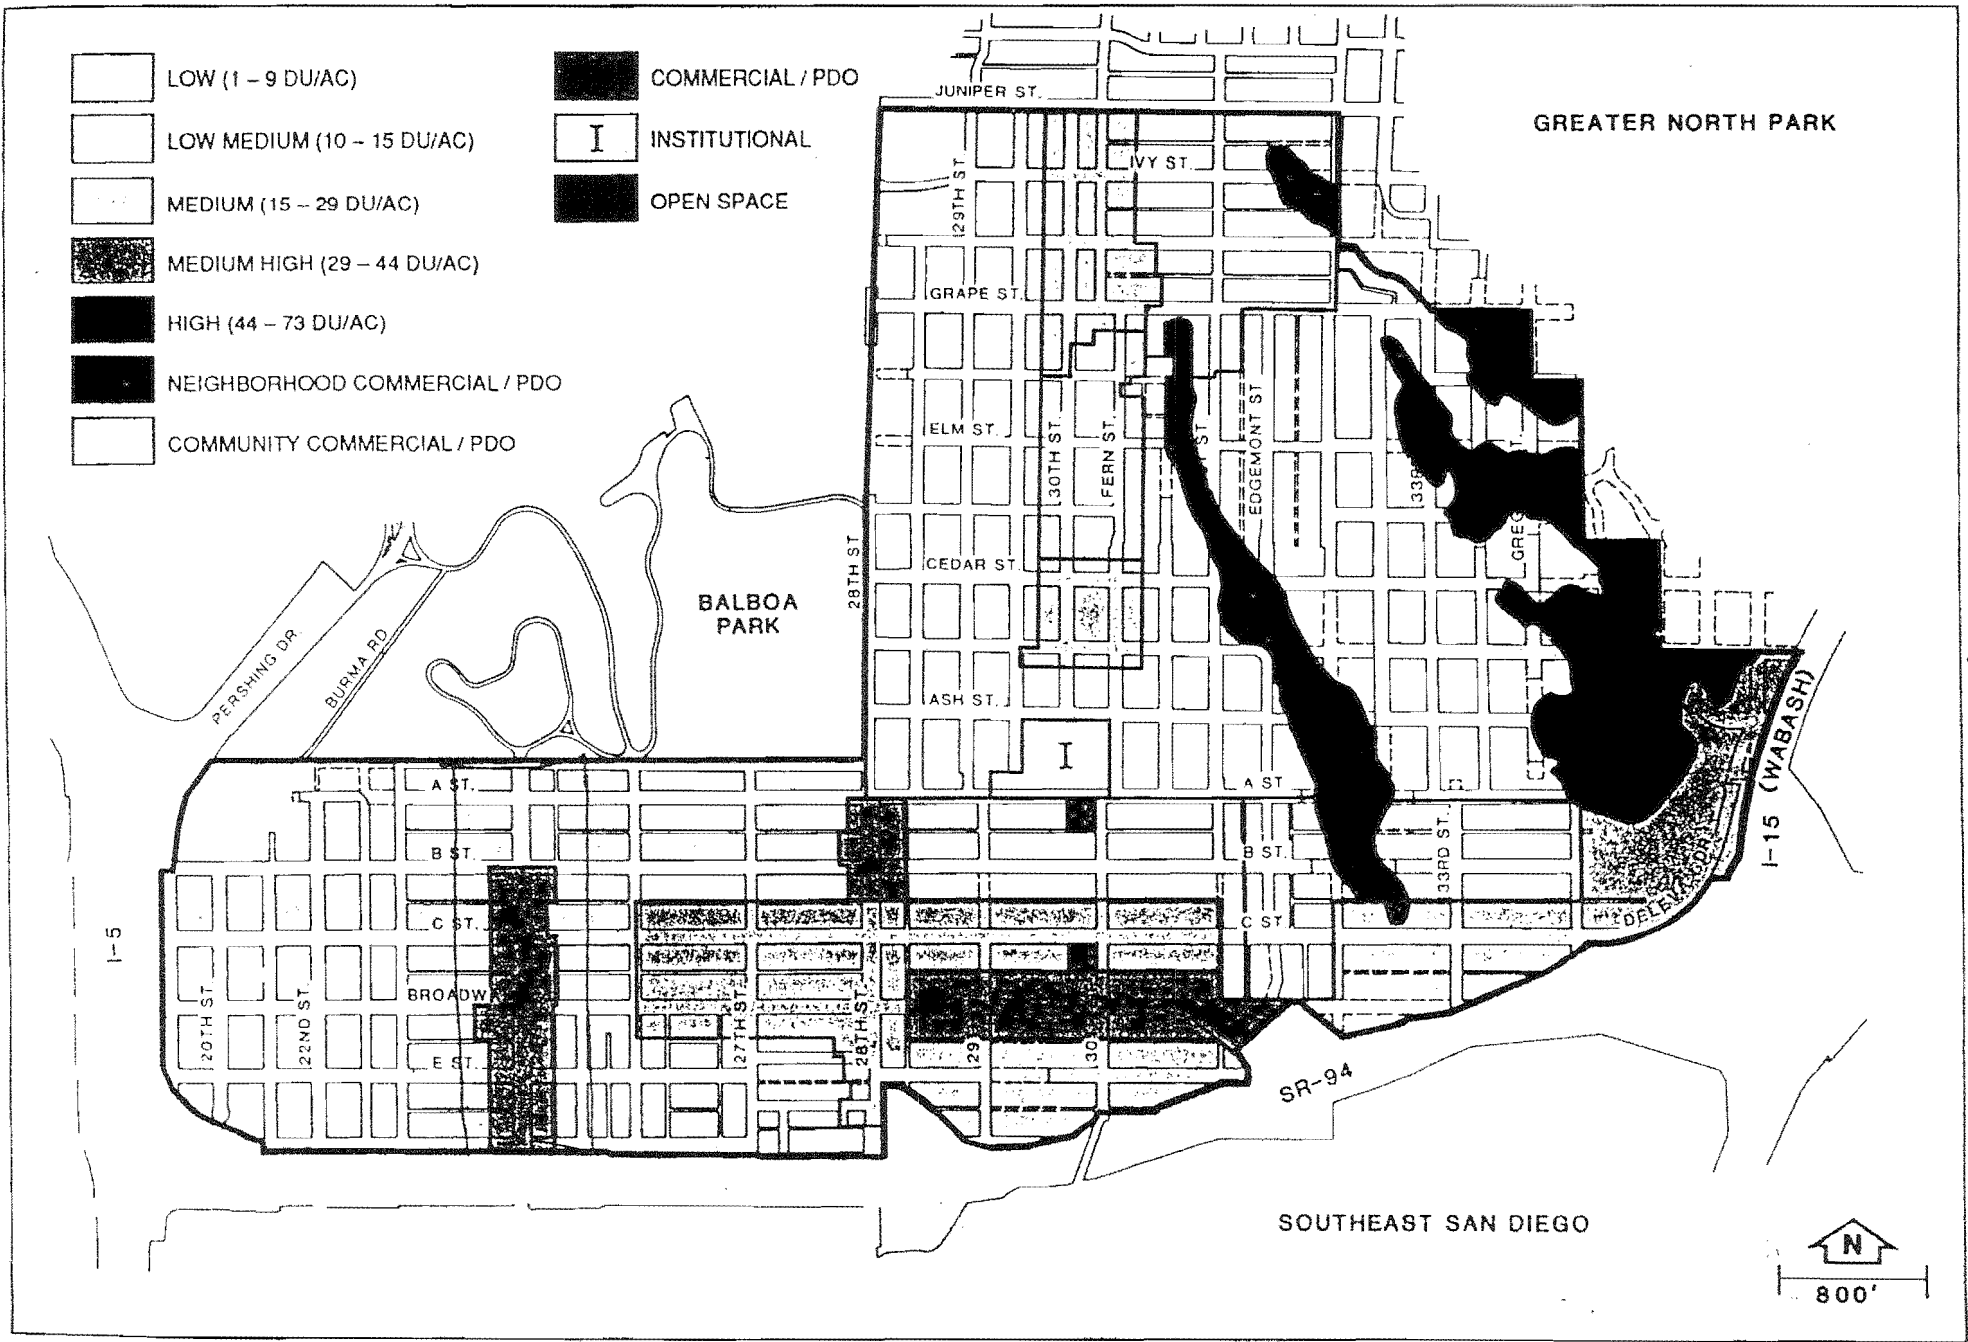 LOW (1 – 9 DU/AC)
LOW MEDIUM (10 – 15 DU/AC)
MEDIUM (15 – 29 DU/AC)
MEDIUM HIGH (29 – 44 DU/AC)
HIGH (44 – 73 DU/AC)
NEIGHBORHOOD COMMERCIAL / PDO
COMMUNITY COMMERCIAL / PDO
COMMERCIAL / PDO
I INSTITUTIONAL
OPEN SPACE
JUNIPER ST.
GREATER NORTH PARK
IVY ST.
29TH ST.
GRAPE ST.
ELM ST.
30TH ST.
FERN ST.
EDGEMONT ST
CEDAR ST.
28TH ST
BALBOA
PARK
PERSHING DR.
BURMA RD
ASH ST.
I
A ST.
A ST
I-15 (WABASH)
B ST.
B ST.
33RD ST.
DELEVAN DR.
C ST.
C ST
I-5
BROADW
20TH ST.
22ND ST.
27TH ST.
28TH ST.
29
30
E ST.
SR-94
SOUTHEAST SAN DIEGO
N
800'